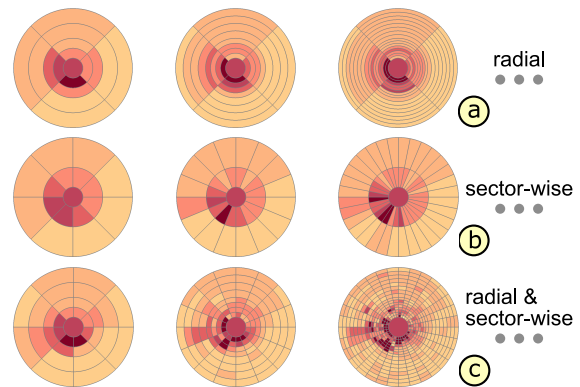 radial
a
sector-wise
b
radial &
sector-wise
c